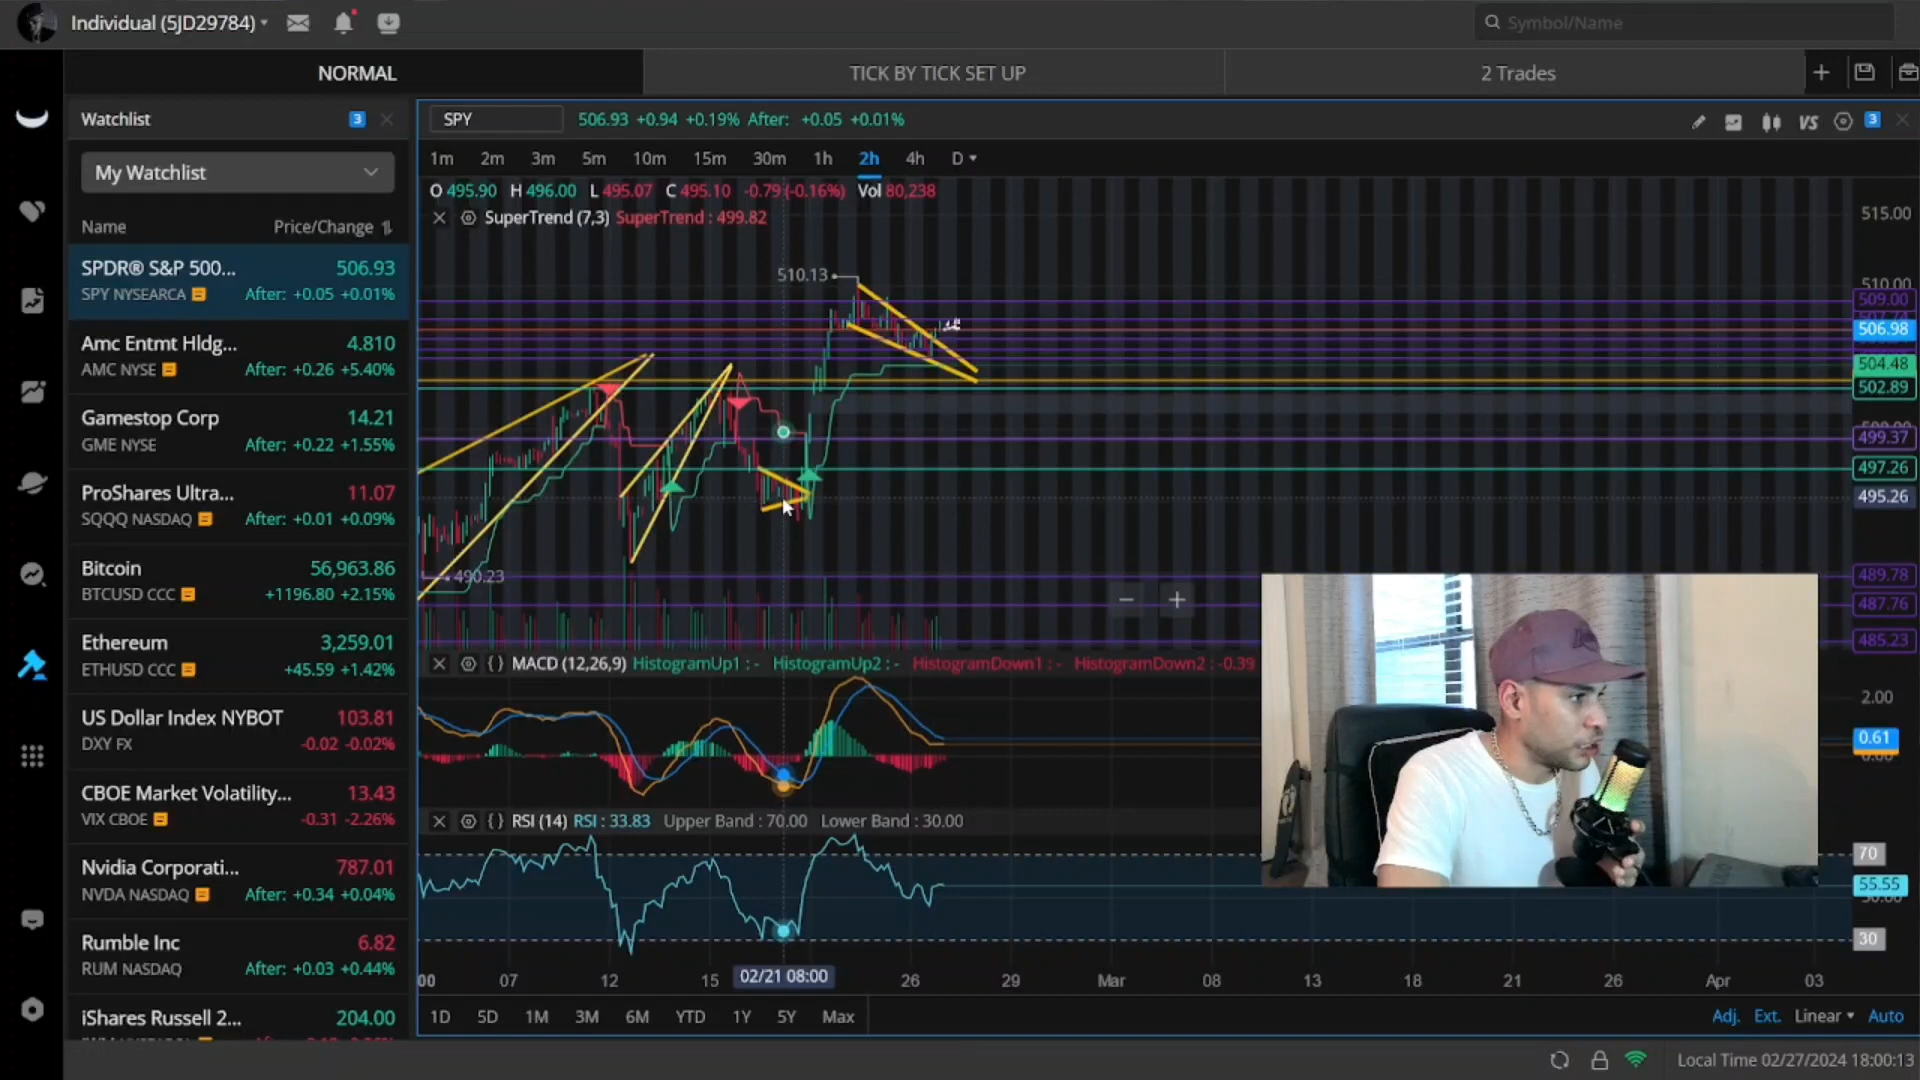 Individual (5JD29784)
Symbol/Name
NORMAL
TICK BY TICK SET UP
2 Trades
Watchlist
3
SPY
506.93 +0.94 +0.19% After: +0.05 +0.01%
VS
3
My Watchlist
1m 2m 3m 5m 10m 15m 30m 1h 2h 4h D
O 495.90 H 496.00 L 495.07 C 495.10 -0.79 (-0.16%) Vol 80,238
SuperTrend (7,3) SuperTrend : 499.82
Name Price/Change
SPDR® S&P 500... 506.93
SPY NYSEARCA After: +0.05 +0.01%
Amc Entmt Hldg... 4.810
AMC NYSE After: +0.26 +5.40%
Gamestop Corp 14.21
GME NYSE After: +0.22 +1.55%
ProShares Ultra... 11.07
SQQQ NASDAQ After: +0.01 +0.09%
Bitcoin 56,963.86
BTCUSD CCC +1196.80 +2.15%
Ethereum 3,259.01
ETHUSD CCC +45.59 +1.42%
US Dollar Index NYBOT 103.81
DXY FX -0.02 -0.02%
CBOE Market Volatility... 13.43
VIX CBOE -0.31 -2.26%
Nvidia Corporati... 787.01
NVDA NASDAQ After: +0.34 +0.04%
Rumble Inc 6.82
RUM NASDAQ After: +0.03 +0.44%
iShares Russell 2... 204.00
510.13
490.23
515.00
510.00
509.00
506.98
504.48
502.89
499.37
497.26
495.26
489.78
487.76
485.23
MACD (12,26,9) HistogramUp1 : - HistogramUp2 : - HistogramDown1 : - HistogramDown2 : -0.39
2.00
0.61
RSI (14) RSI : 33.83 Upper Band : 70.00 Lower Band : 30.00
70
55.55
30
00 07 12 15 02/21 08:00 26 29 Mar 08 13 18 21 26 Apr 03
1D 5D 1M 3M 6M YTD 1Y 5Y Max
Adj. Ext. Linear Auto
Local Time 02/27/2024 18:00:13